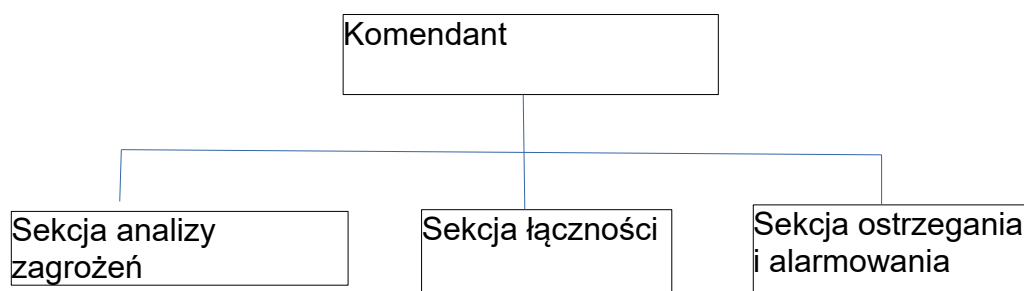 Komendant
Sekcja analizy
zagrożeń
Sekcja łączności
Sekcja ostrzegania
i alarmowania